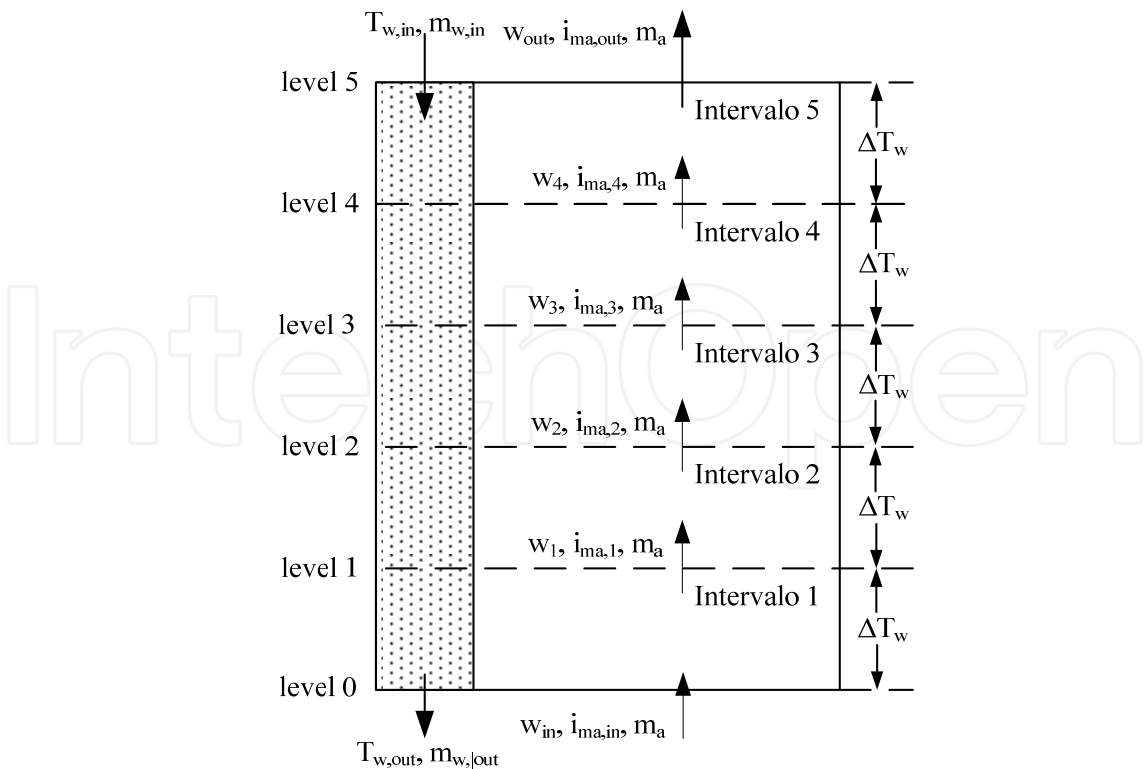 T_w,in, m_w,in
w_out, i_ma,out, m_a
level 5
Intervalo 5
ΔT_w
w_4, i_ma,4, m_a
level 4
Intervalo 4
ΔT_w
w_3, i_ma,3, m_a
level 3
Intervalo 3
IntechOpen
ΔT_w
w_2, i_ma,2, m_a
level 2
Intervalo 2
ΔT_w
w_1, i_ma,1, m_a
level 1
Intervalo 1
ΔT_w
level 0
w_in, i_ma,in, m_a
T_w,out, m_w,|out